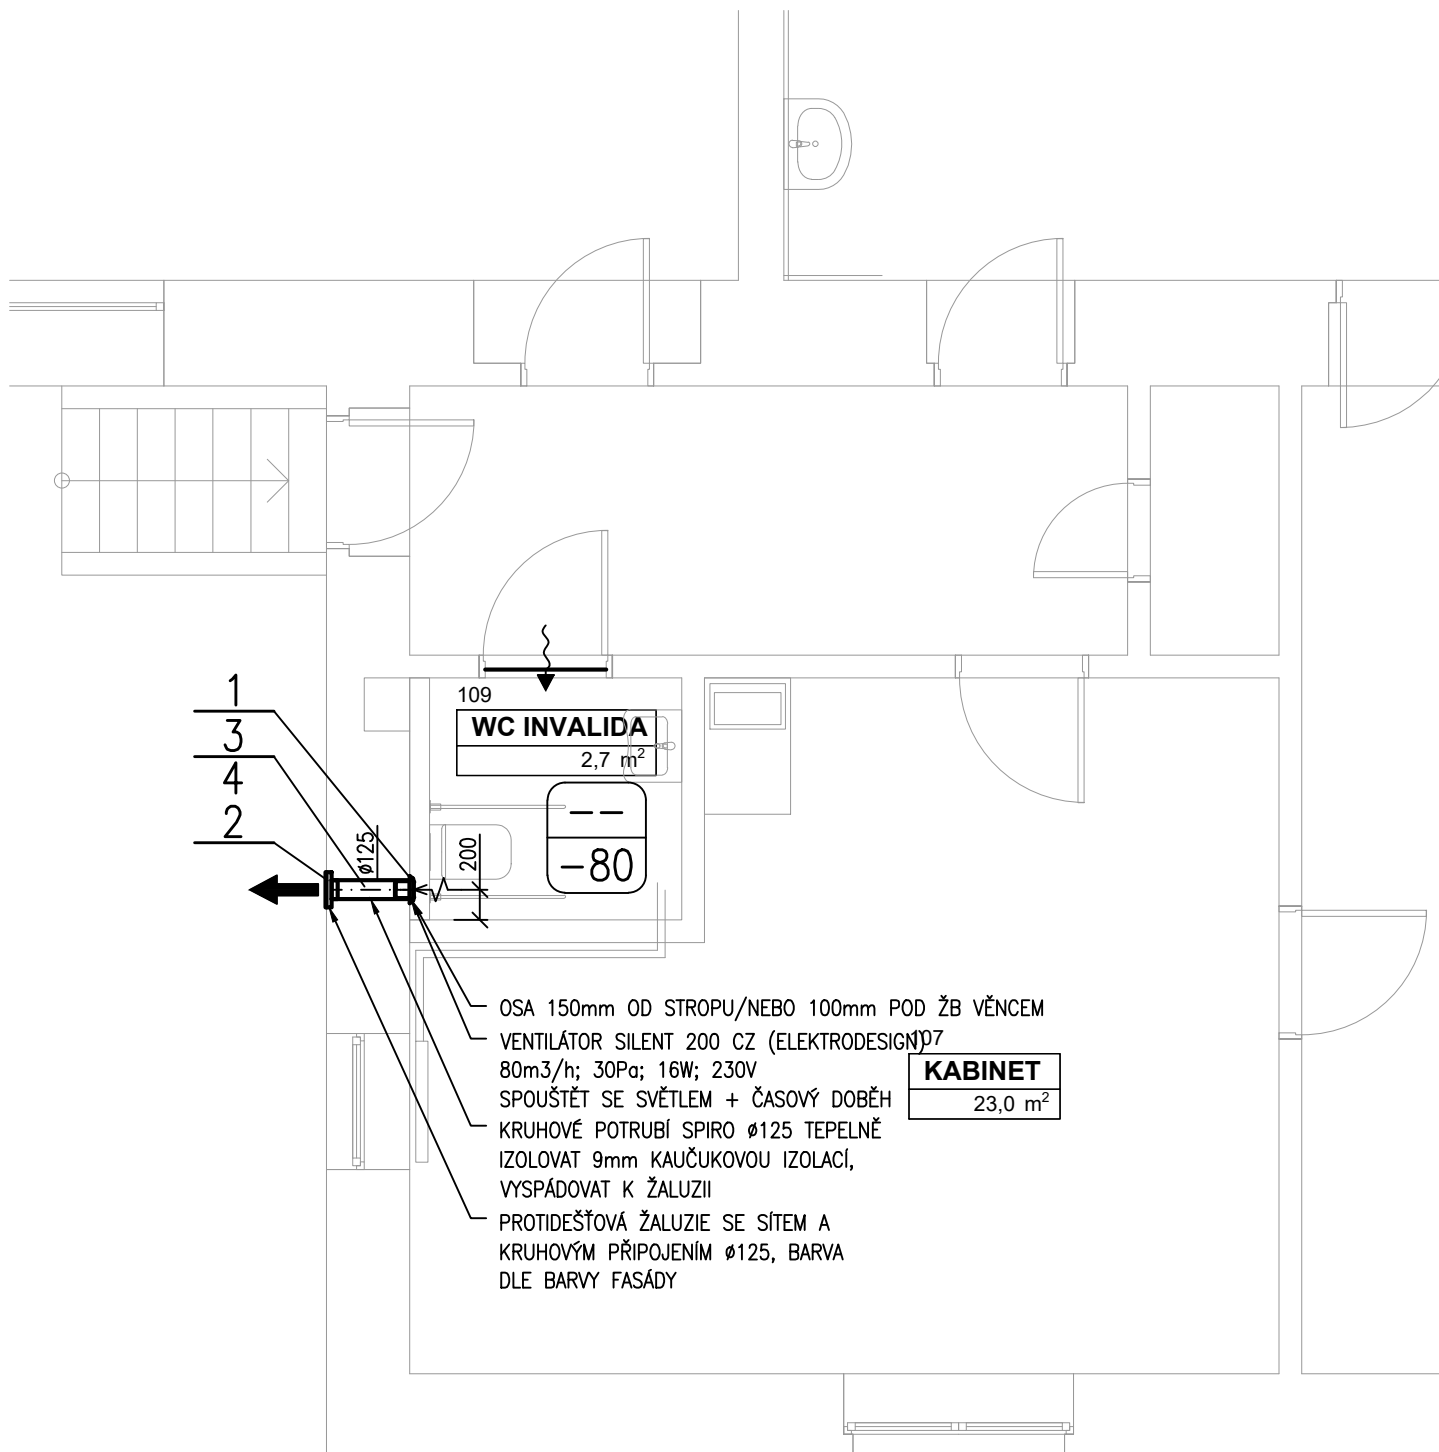 1
3
4
2
109
WC INVALIDA
2,7 m²
--
-80
ø125
200
OSA 150mm OD STROPU/NEBO 100mm POD ŽB VĚNCEM
VENTILÁTOR SILENT 200 CZ (ELEKTRODESIGN)
80m3/h; 30Pa; 16W; 230V
SPOUŠTĚT SE SVĚTLEM + ČASOVÝ DOBĚH
KRUHOVÉ POTRUBÍ SPIRO ø125 TEPELNĚ
IZOLOVAT 9mm KAUČUKOVOU IZOLACÍ,
VYSPÁDOVAT K ŽALUZII
PROTIDEŠŤOVÁ ŽALUZIE SE SÍTEM A
KRUHOVÝM PŘIPOJENÍM ø125, BARVA
DLE BARVY FASÁDY
107
KABINET
23,0 m²